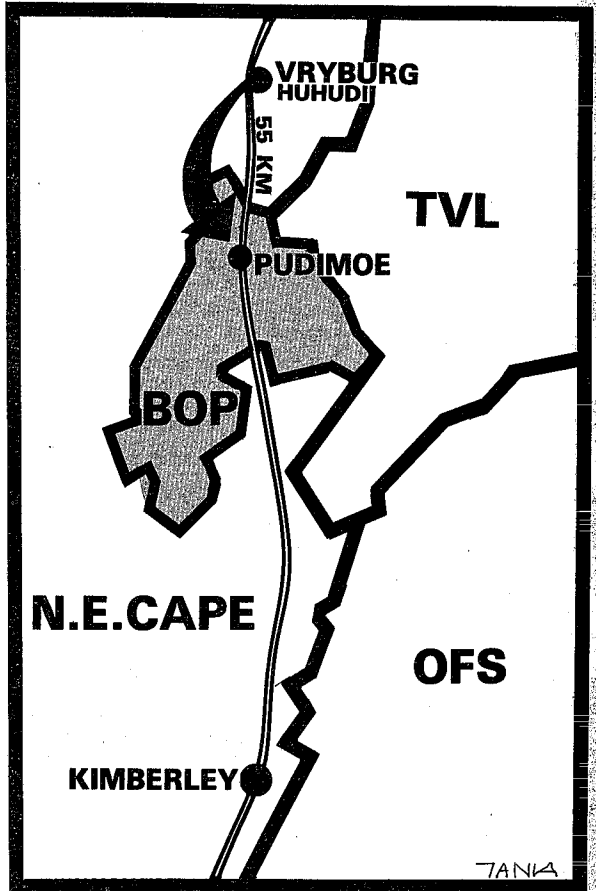 VRYBURG
HUHUDI
55 KM
TVL
PUDIMOE
BOP
N.E.CAPE
OFS
KIMBERLEY
TANIA